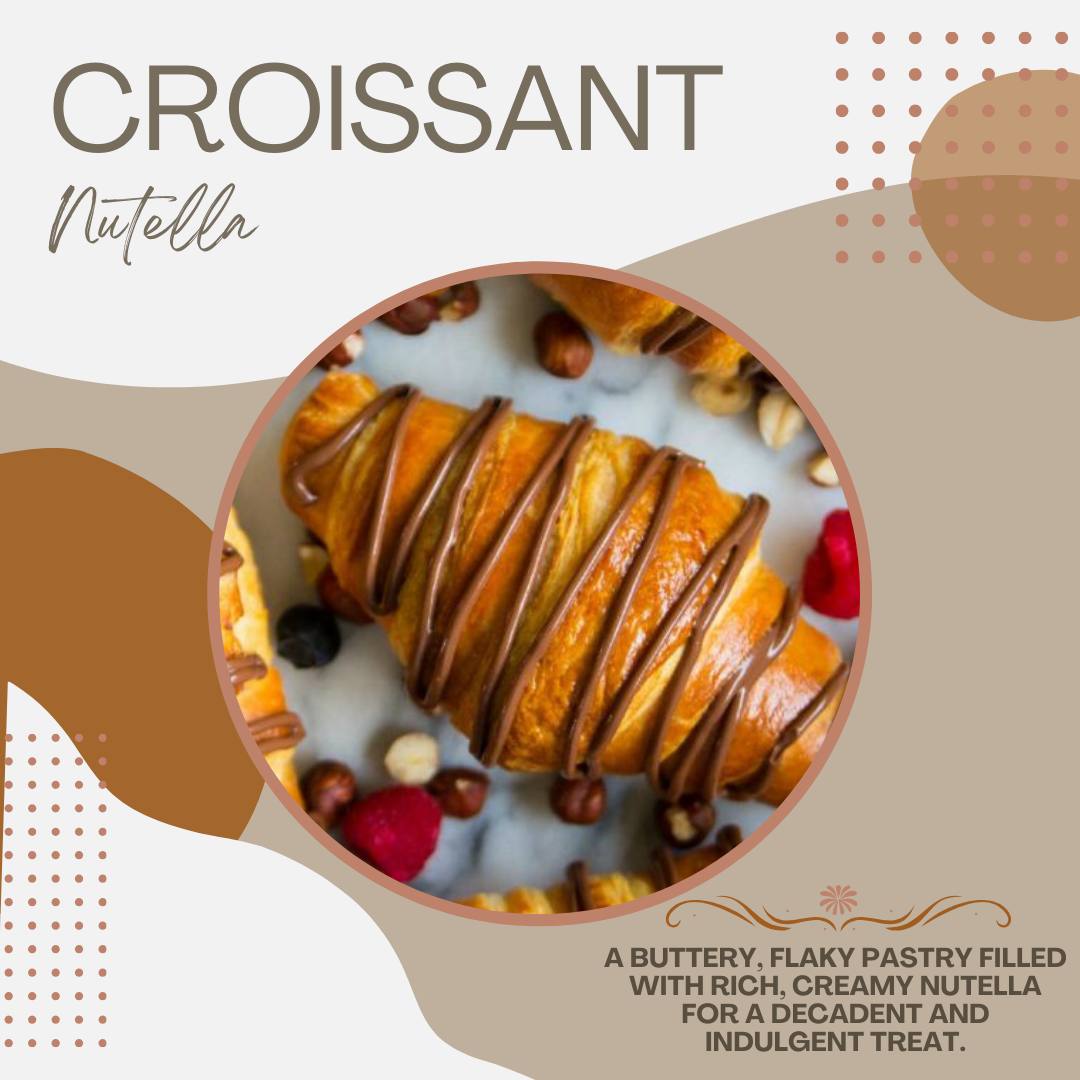 CROISSANT
Nutella
A BUTTERY, FLAKY PASTRY FILLED
WITH RICH, CREAMY NUTELLA
FOR A DECADENT AND
INDULGENT TREAT.